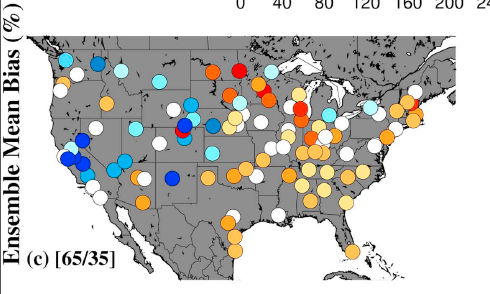 0 40 80 120 160 200 24
Ensemble Mean Bias (%)
(c) [65/35]